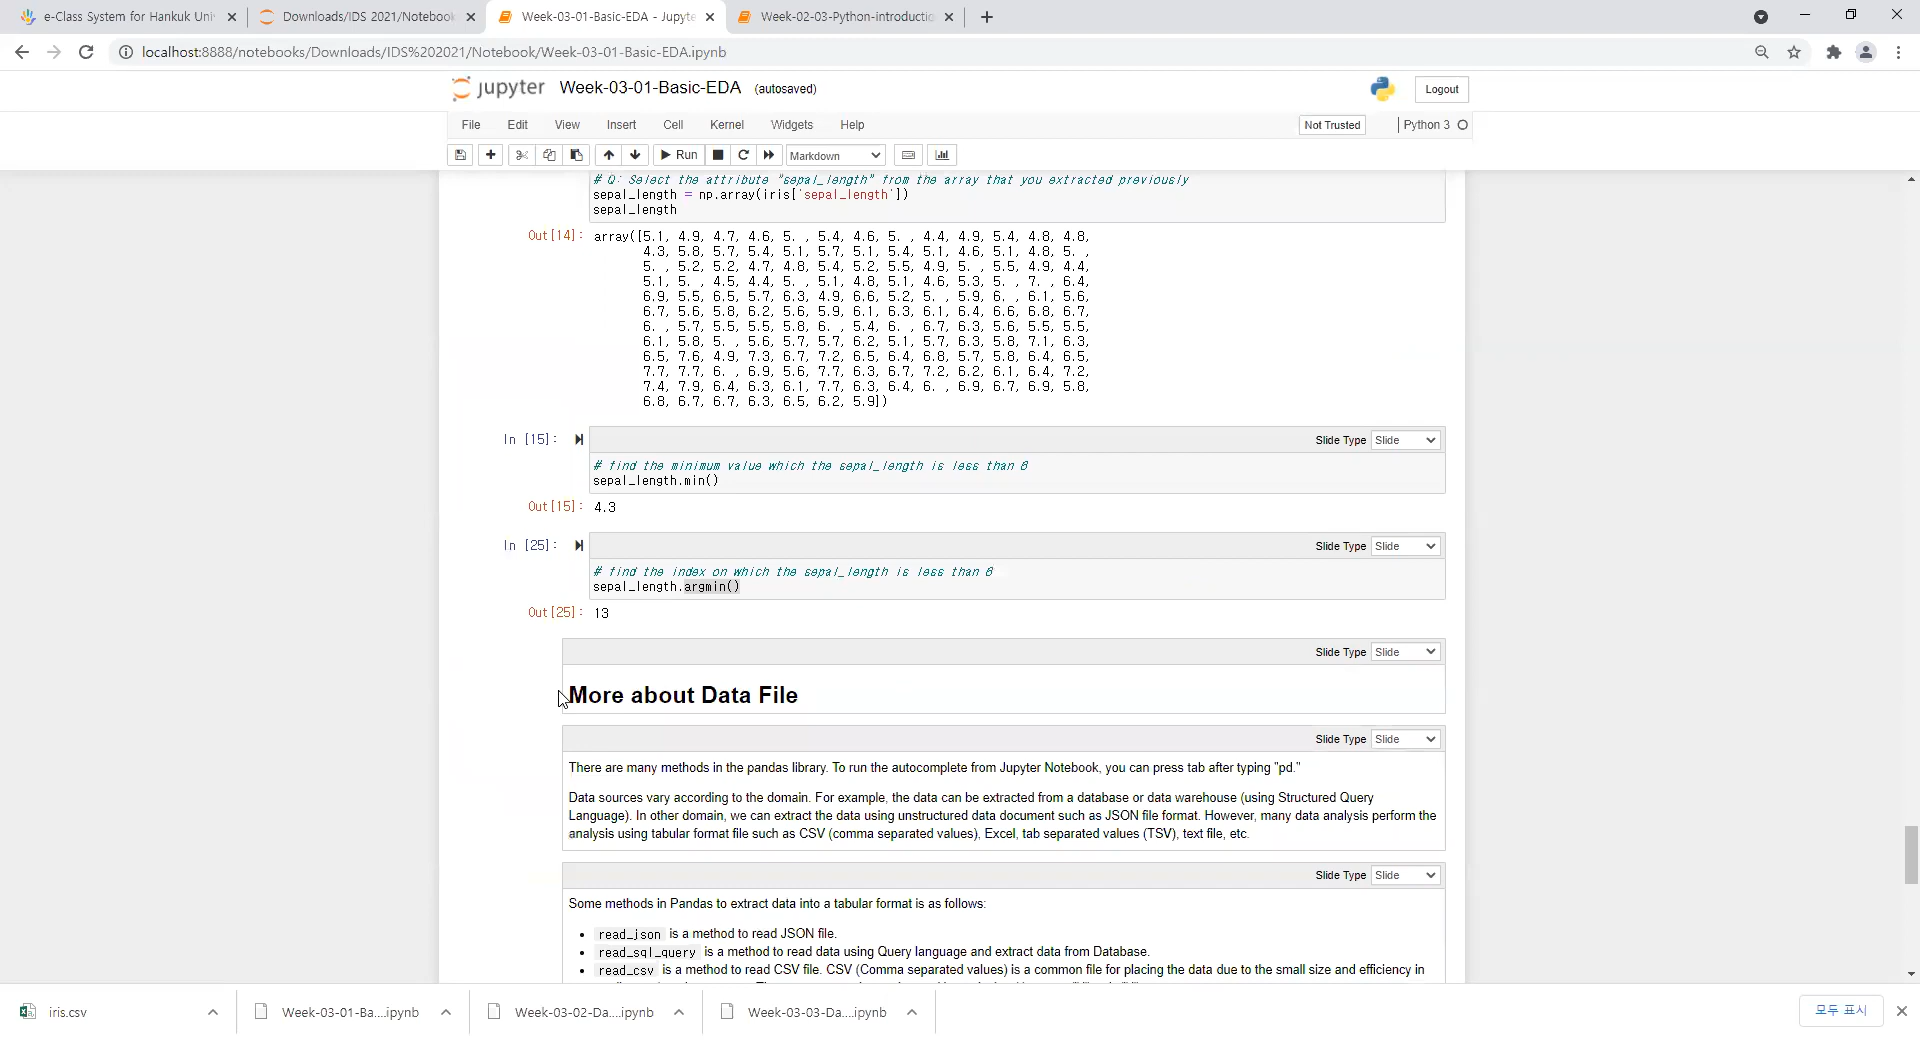 e-Class System for Hankuk Uni
Downloads/IDS 2021/Notebook
Week-03-01-Basic-EDA - Jupyte
Week-02-03-Python-introductio
localhost:8888/notebooks/Downloads/IDS%202021/Notebook/Week-03-01-Basic-EDA.ipynb
jupyter Week-03-01-Basic-EDA (autosaved)
Logout
File Edit View Insert Cell Kernel Widgets Help
Not Trusted
Python 3
Run
Markdown
# Q: Select the attribute "sepal_length" from the array that you extracted previously
sepal_length = np.array(iris['sepal_length'])
sepal_length
Out[14]: array([5.1, 4.9, 4.7, 4.6, 5. , 5.4, 4.6, 5. , 4.4, 4.9, 5.4, 4.8, 4.8,
4.3, 5.8, 5.7, 5.4, 5.1, 5.7, 5.1, 5.4, 5.1, 4.6, 5.1, 4.8, 5. ,
5. , 5.2, 5.2, 4.7, 4.8, 5.4, 5.2, 5.5, 4.9, 5. , 5.5, 4.9, 4.4,
5.1, 5. , 4.5, 4.4, 5. , 5.1, 4.8, 5.1, 4.6, 5.3, 5. , 7. , 6.4,
6.9, 5.5, 6.5, 5.7, 6.3, 4.9, 6.6, 5.2, 5. , 5.9, 6. , 6.1, 5.6,
6.7, 5.6, 5.8, 6.2, 5.6, 5.9, 6.1, 6.3, 6.1, 6.4, 6.6, 6.8, 6.7,
6. , 5.7, 5.5, 5.5, 5.8, 6. , 5.4, 6. , 6.7, 6.3, 5.6, 5.5, 5.5,
6.1, 5.8, 5. , 5.6, 5.7, 5.7, 6.2, 5.1, 5.7, 6.3, 5.8, 7.1, 6.3,
6.5, 7.6, 4.9, 7.3, 6.7, 7.2, 6.5, 6.4, 6.8, 5.7, 5.8, 6.4, 6.5,
7.7, 7.7, 6. , 6.9, 5.6, 7.7, 6.3, 6.7, 7.2, 6.2, 6.1, 6.4, 7.2,
7.4, 7.9, 6.4, 6.3, 6.1, 7.7, 6.3, 6.4, 6. , 6.9, 6.7, 6.9, 5.8,
6.8, 6.7, 6.7, 6.3, 6.5, 6.2, 5.9])
In [15]:
Slide Type Slide
# find the minimum value which the sepal_length is less than 6
sepal_length.min()
Out[15]: 4.3
In [25]:
Slide Type Slide
# find the index on which the sepal_length is less than 6
sepal_length.argmin()
Out[25]: 13
Slide Type Slide
More about Data File
Slide Type Slide
There are many methods in the pandas library. To run the autocomplete from Jupyter Notebook, you can press tab after typing "pd."
Data sources vary according to the domain. For example, the data can be extracted from a database or data warehouse (using Structured Query
Language). In other domain, we can extract the data using unstructured data document such as JSON file format. However, many data analysis perform the
analysis using tabular format file such as CSV (comma separated values), Excel, tab separated values (TSV), text file, etc.
Slide Type Slide
Some methods in Pandas to extract data into a tabular format is as follows:
• read_json is a method to read JSON file.
• read_sql_query is a method to read data using Query language and extract data from Database.
• read_csv is a method to read CSV file. CSV (Comma separated values) is a common file for placing the data due to the small size and efficiency in
iris.csv
Week-03-01-Ba....ipynb
Week-03-02-Da....ipynb
Week-03-03-Da....ipynb
모두 표시